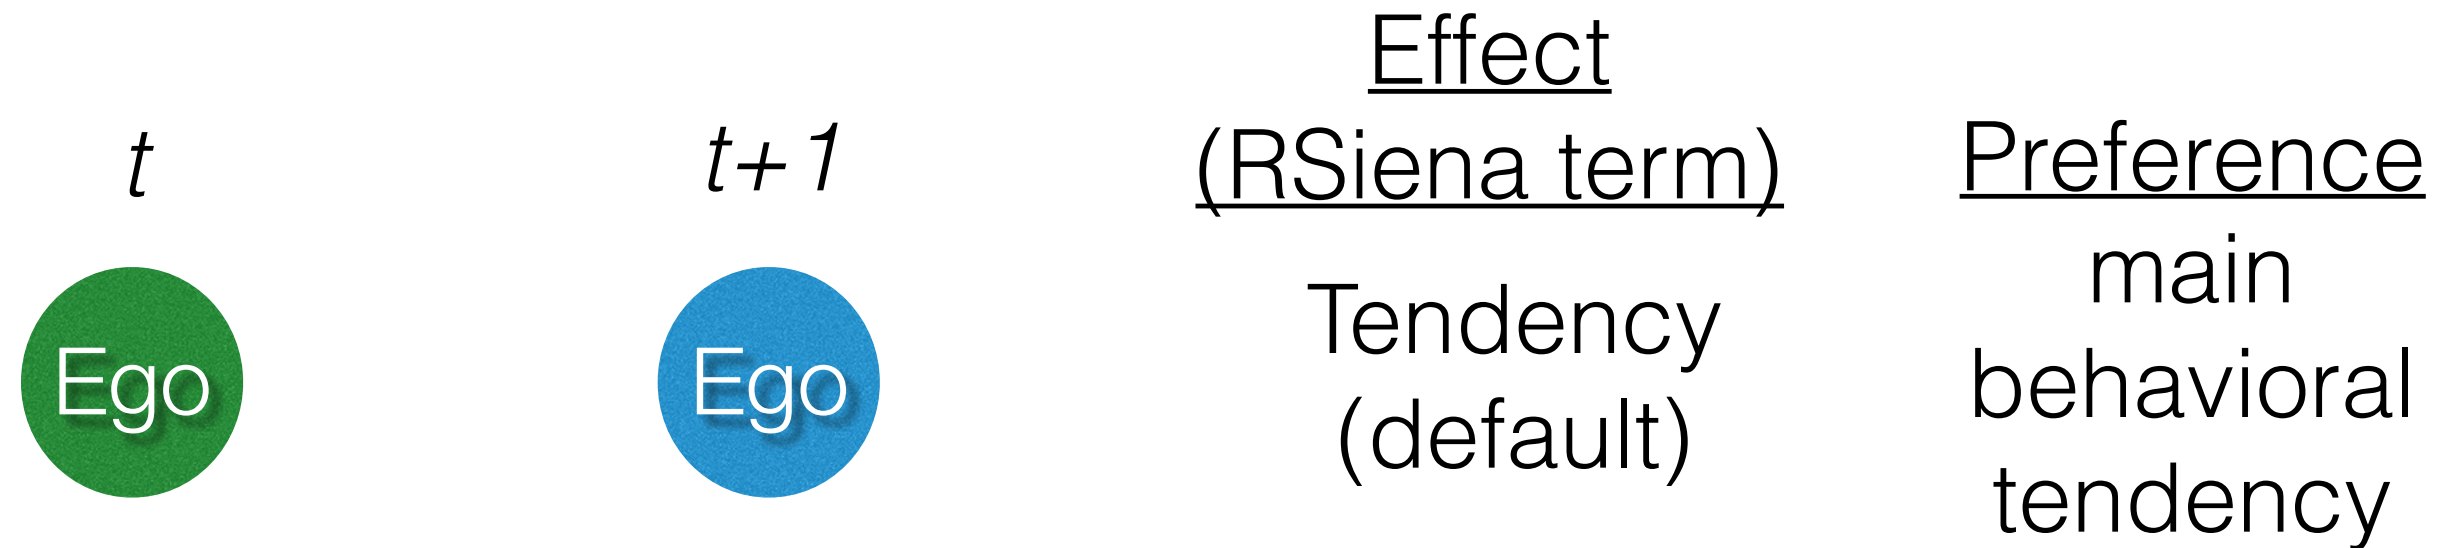 t
t+1
Effect
(RSiena term)
Preference
Ego
Ego
Tendency
(default)
main
behavioral
tendency